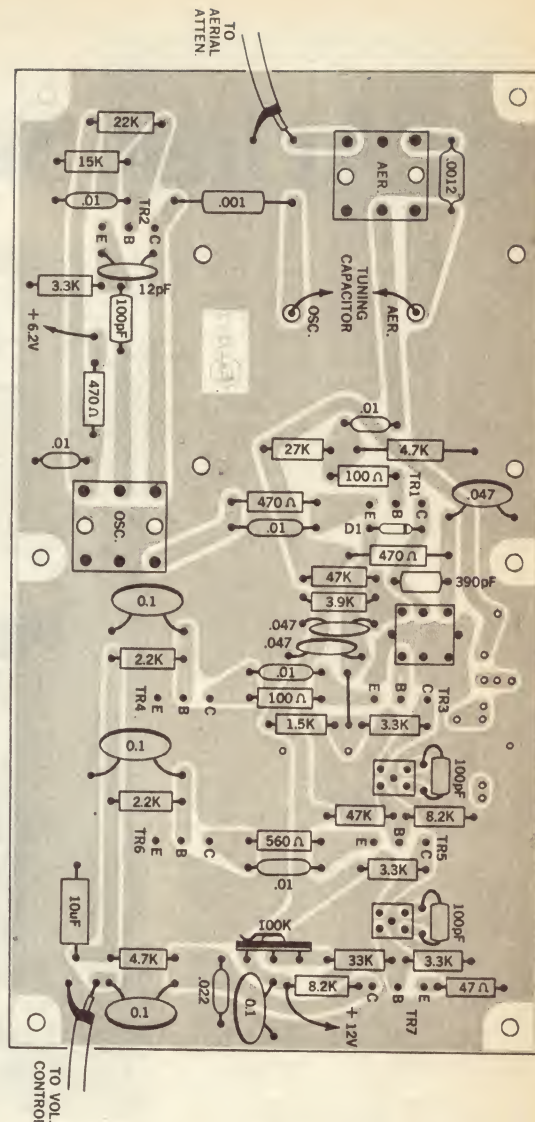 TO
AERIAL
ATTEN.
22K
15K
.01
TR2
E
B
C
.001
AER.
.0012
3.3K
12pF
100pF
+ 6.2V
470 Ω
.01
OSC.
TUNING
CAPACITOR
AER.
OSC.
.01
27K
4.7K
100 Ω
TR1
E
B
C
.047
470 Ω
.01
D1
470 Ω
47K
390pF
3.9K
.047
.047
0.1
2.2K
.01
TR4
E
B
C
100 Ω
1.5K
E
B
C
TR3
3.3K
0.1
100pF
2.2K
47K
8.2K
TR6
E
B
C
560 Ω
E
B
C
TR5
.01
3.3K
10uF
100K
100pF
4.7K
33K
3.3K
.022
0.1
8.2K
C
B
E
TR7
47 Ω
0.1
+ 12V
TO VOL.
CONTROL